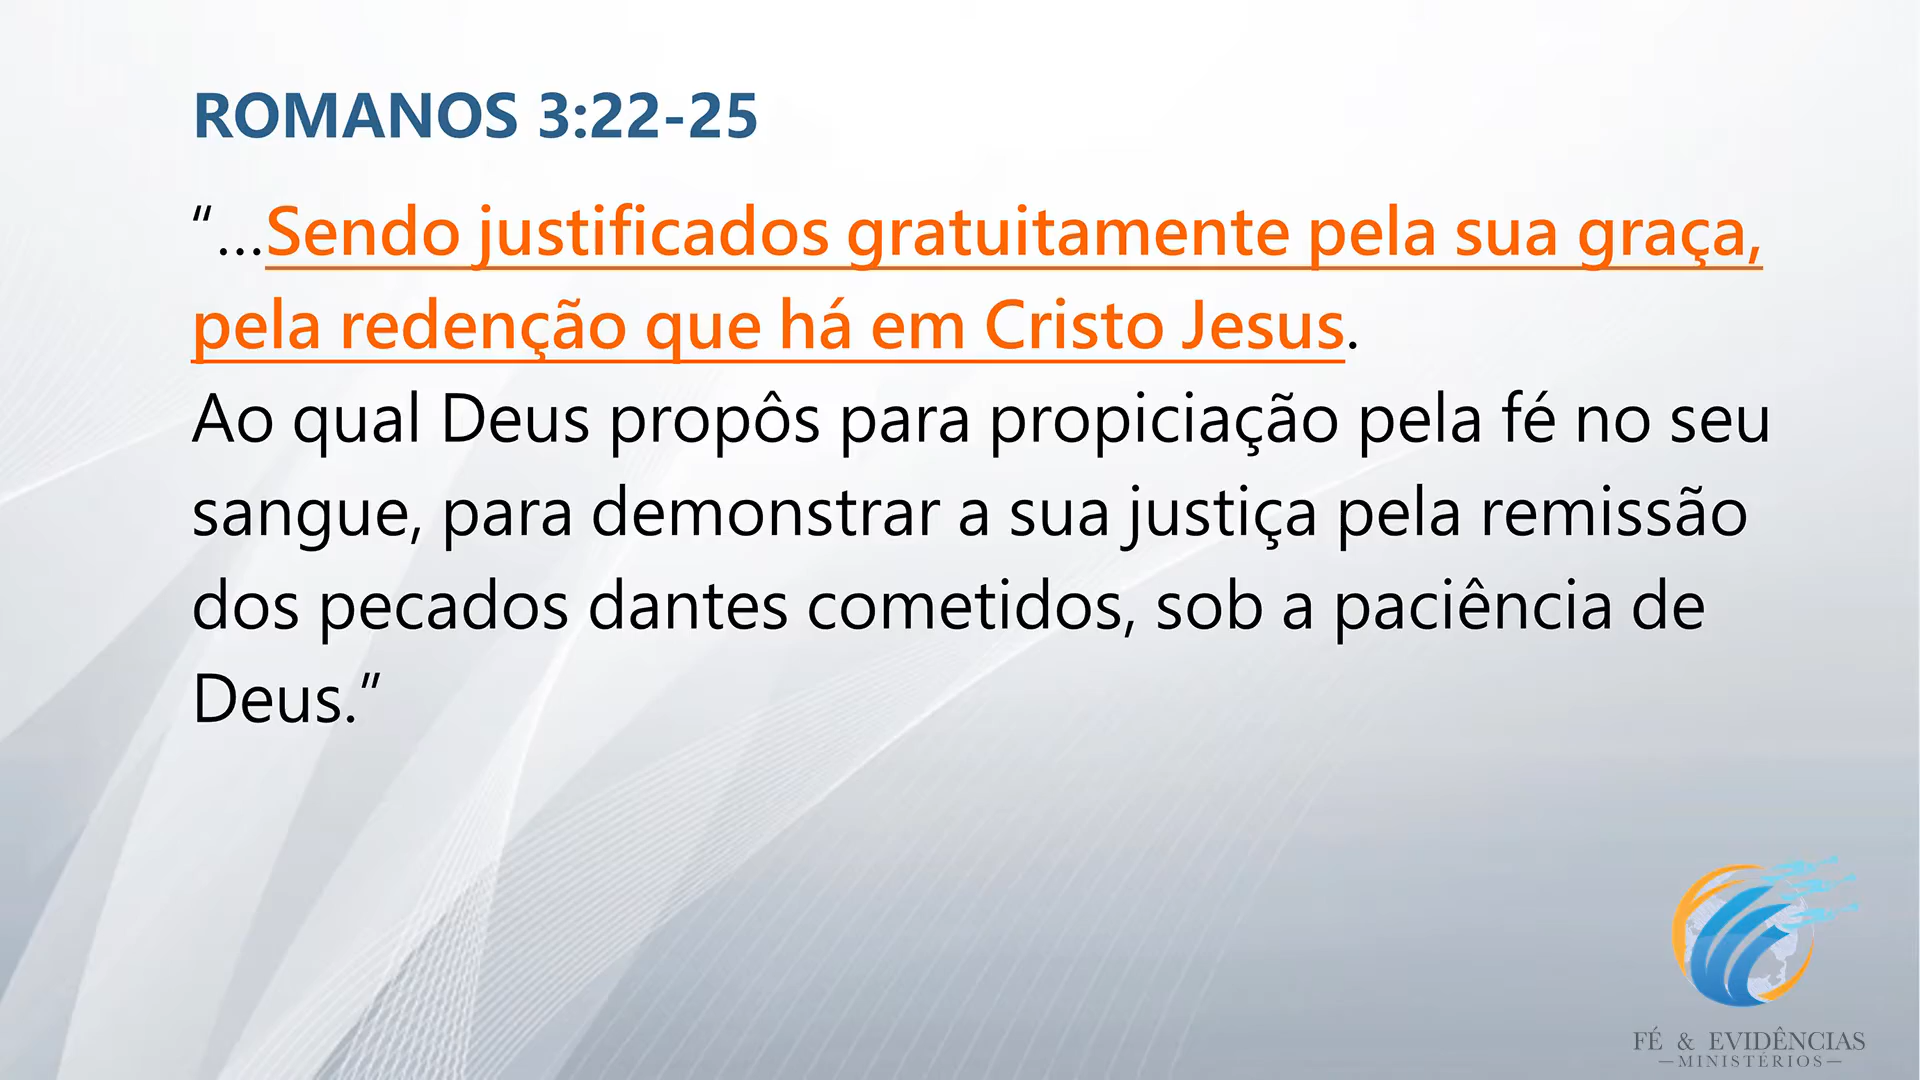 ROMANOS 3:22-25
“...Sendo justificados gratuitamente pela sua graça,
pela redenção que há em Cristo Jesus.
Ao qual Deus propôs para propiciação pela fé no seu
sangue, para demonstrar a sua justiça pela remissão
dos pecados dantes cometidos, sob a paciência de
Deus.”
FÉ & EVIDÊNCIAS
—MINISTÉRIOS—